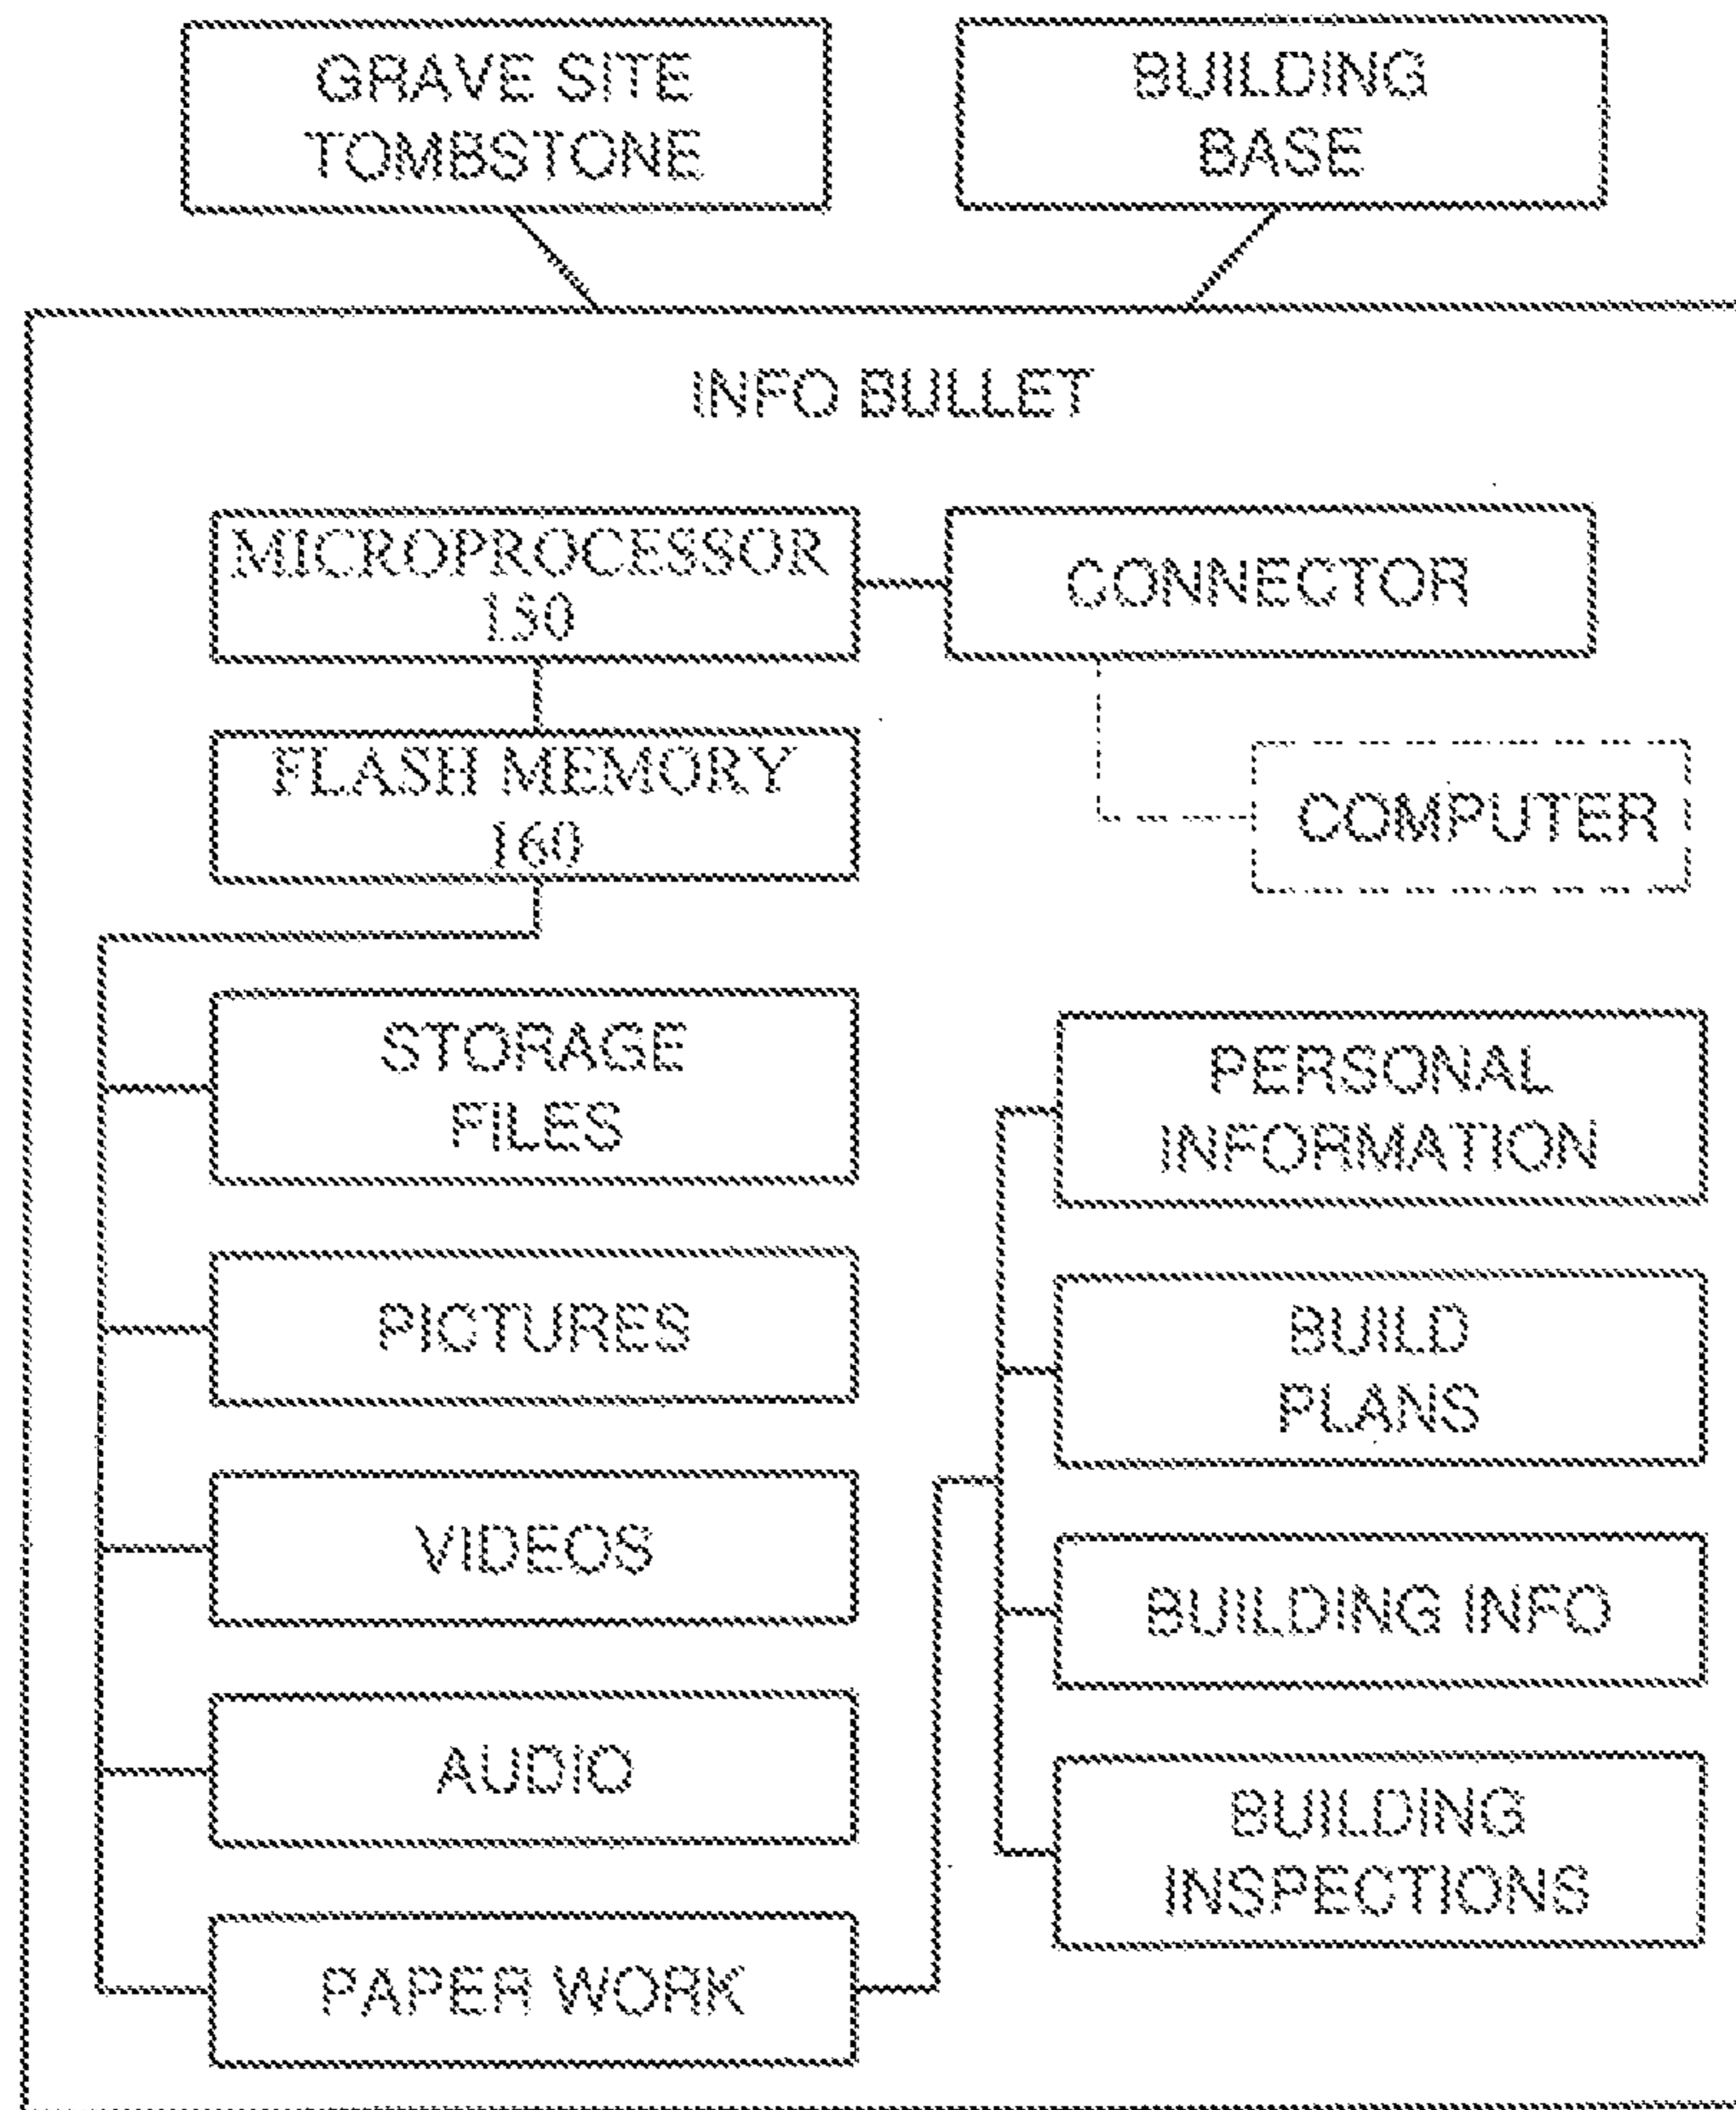 GRAVE SITE
TOMBSTONE
BUILDING
BASE
INFO BULLET
MICROPROCESSOR
150
CONNECTOR
FLASH MEMORY
160
COMPUTER
STORAGE
FILES
PICTURES
VIDEOS
AUDIO
PAPER WORK
PERSONAL
INFORMATION
BUILD
PLANS
BUILDING INFO
BUILDING
INSPECTIONS